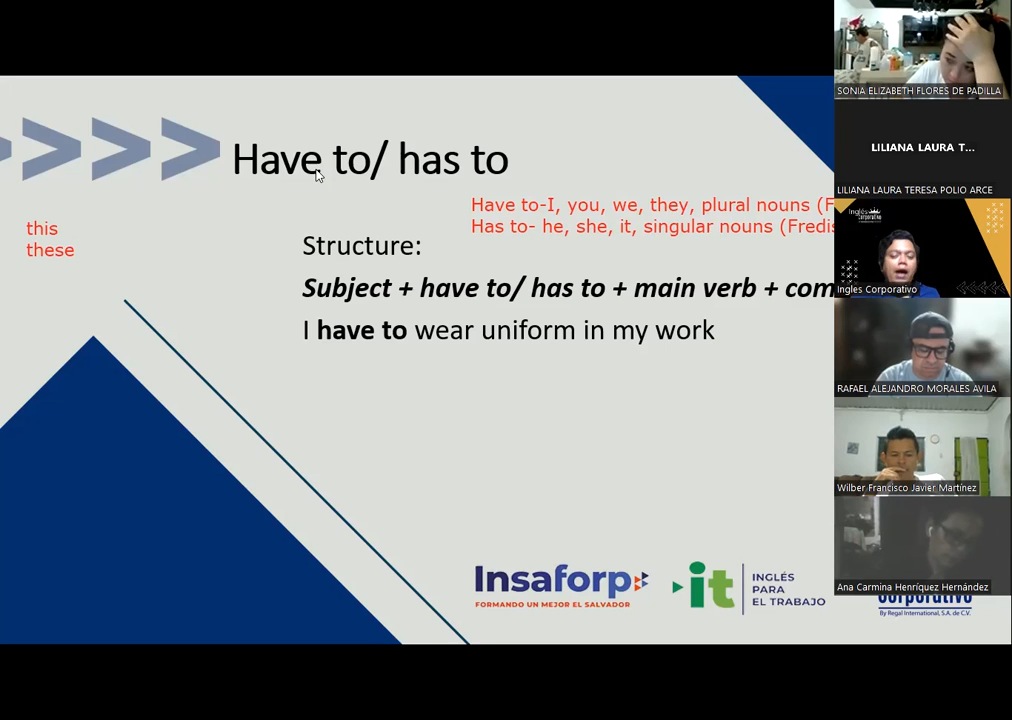 Have to/ has to
Have to-I, you, we, they, plural nouns (F
Has to- he, she, it, singular nouns (Fredis
this
these
Structure:
Subject + have to/ has to + main verb + com
I have to wear uniform in my work
Insaforp
FORMANDO UN MEJOR EL SALVADOR
it
INGLÉS
PARA
EL TRABAJO
Corporativo
By Regal International, S.A. de C.V.
SONIA ELIZABETH FLORES DE PADILLA
LILIANA LAURA T...
LILIANA LAURA TERESA POLIO ARCE
Inglés
Corporativo
Ingles Corporativo
RAFAEL ALEJANDRO MORALES AVILA
Wilber Francisco Javier Martínez
Ana Carmina Henríquez Hernández